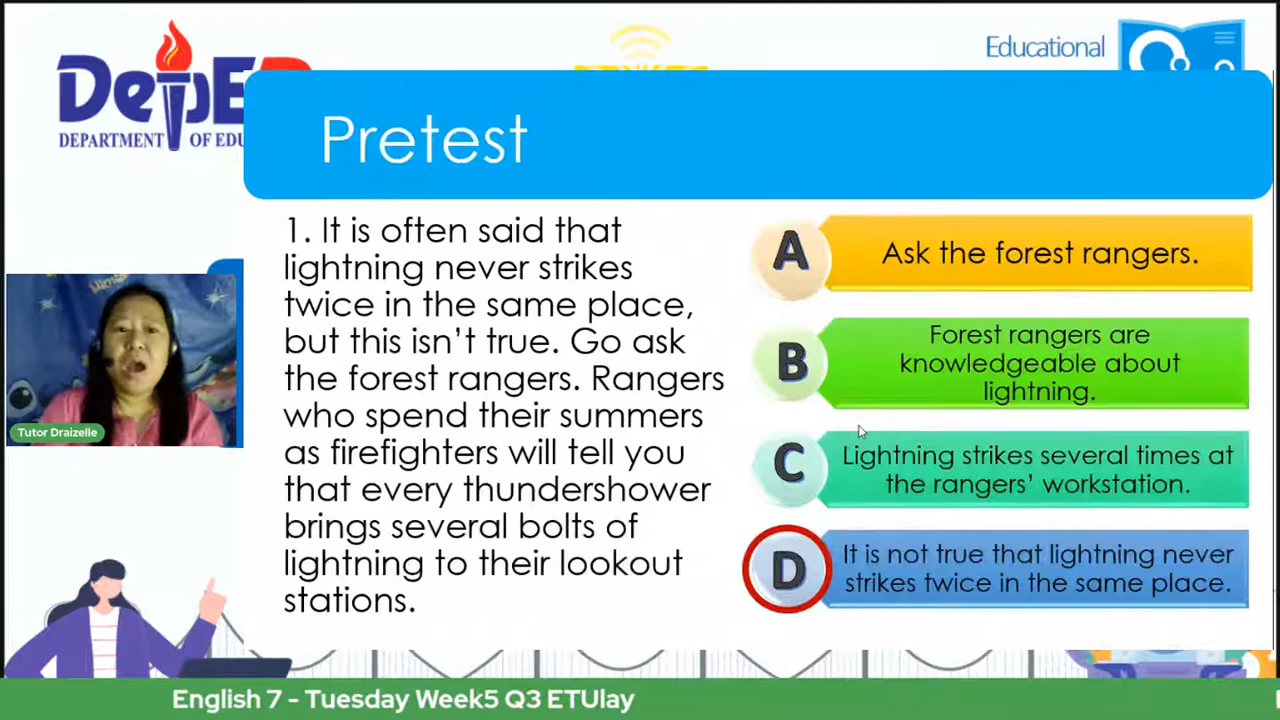 DepED
DEPARTMENT OF EDU
Educational
Pretest
1. It is often said that
lightning never strikes
twice in the same place,
but this isn't true. Go ask
the forest rangers. Rangers
who spend their summers
as firefighters will tell you
that every thundershower
brings several bolts of
lightning to their lookout
stations.
A
Ask the forest rangers.
B
Forest rangers are
knowledgeable about
lightning.
C
Lightning strikes several times at
the rangers' workstation.
D
It is not true that lightning never
strikes twice in the same place.
Tutor Draizelle
English 7 - Tuesday Week5 Q3 ETUlay